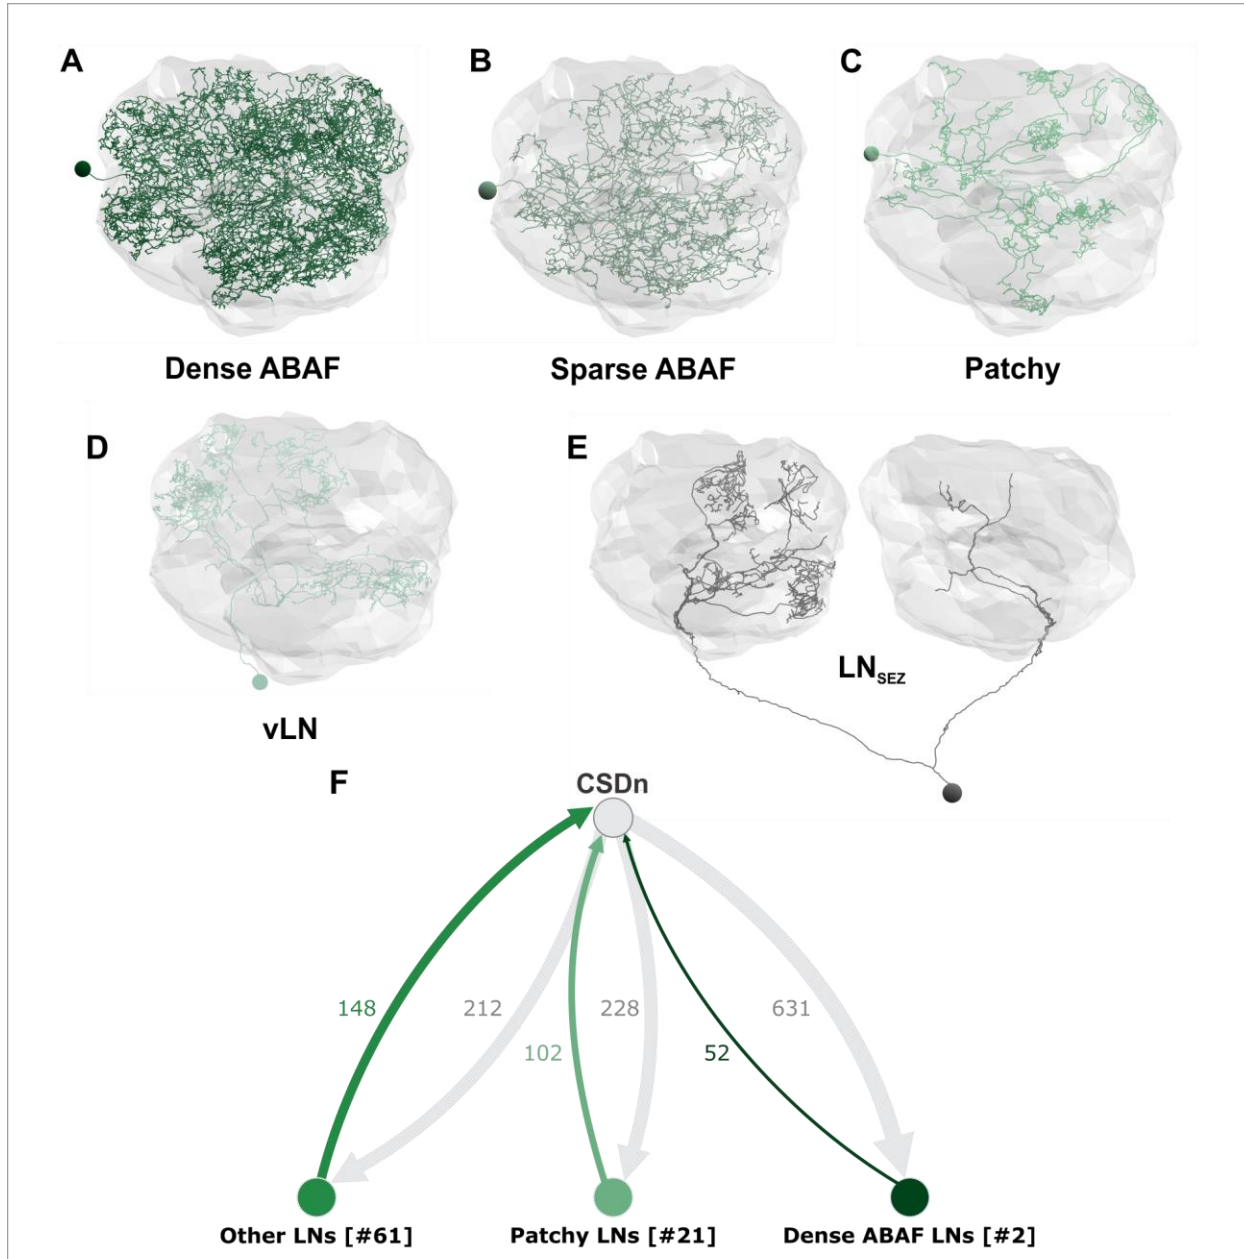 A
B
C
Dense ABAF
Sparse ABAF
Patchy
D
E
LNSEZ
vLN
F
CSDn
148
212
228
631
102
52
Other LNs [#61]
Patchy LNs [#21]
Dense ABAF LNs [#2]